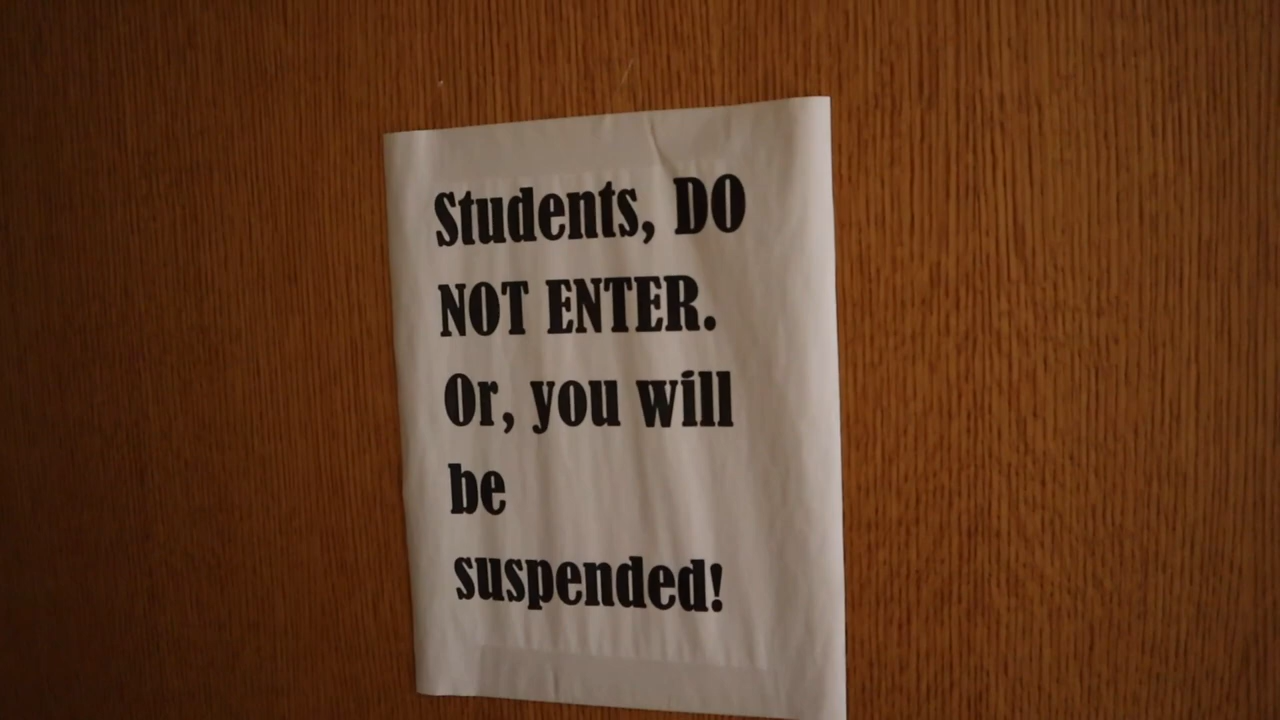 Students, DO
NOT ENTER.
Or, you will
be
suspended!